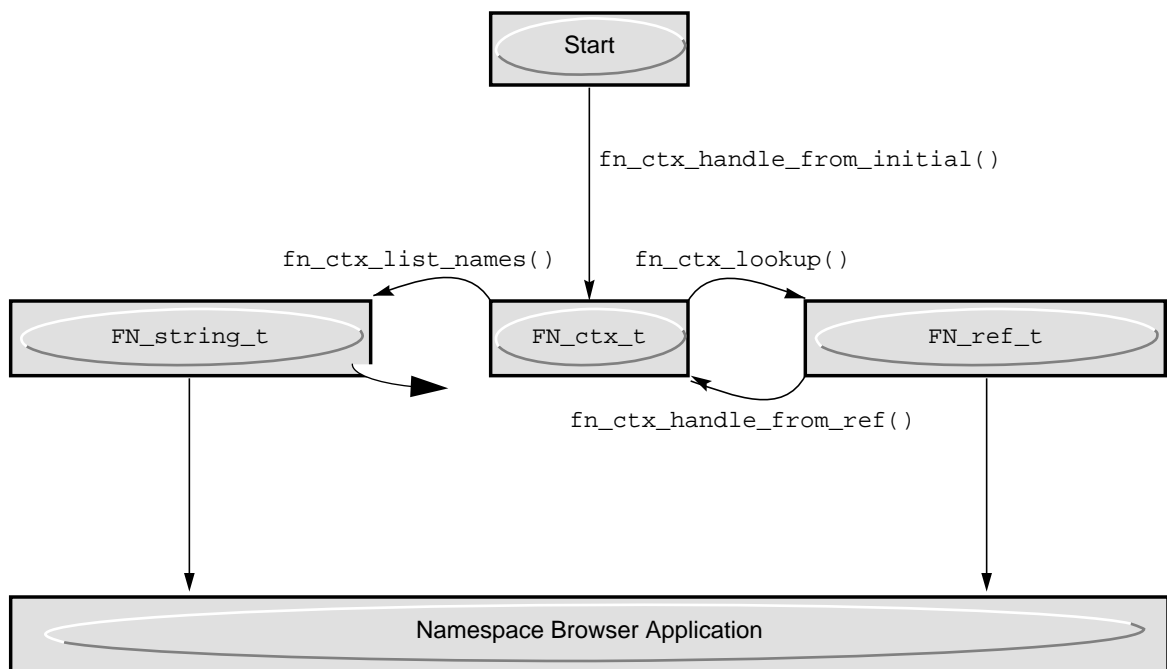 Start
fn_ctx_handle_from_initial()
fn_ctx_list_names()
fn_ctx_lookup()
FN_string_t
FN_ctx_t
FN_ref_t
fn_ctx_handle_from_ref()
Namespace Browser Application